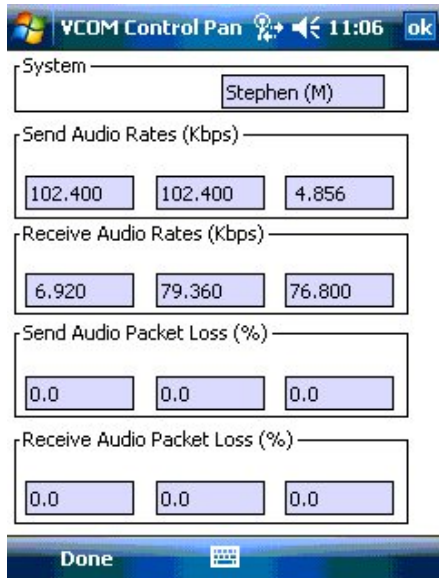 VCOM Control Pan 11:06 ok
System
Stephen (M)
Send Audio Rates (Kbps)
102.400 102.400 4.856
Receive Audio Rates (Kbps)
6.920 79.360 76.800
Send Audio Packet Loss (%)
0.0 0.0 0.0
Receive Audio Packet Loss (%)
0.0 0.0 0.0
Done